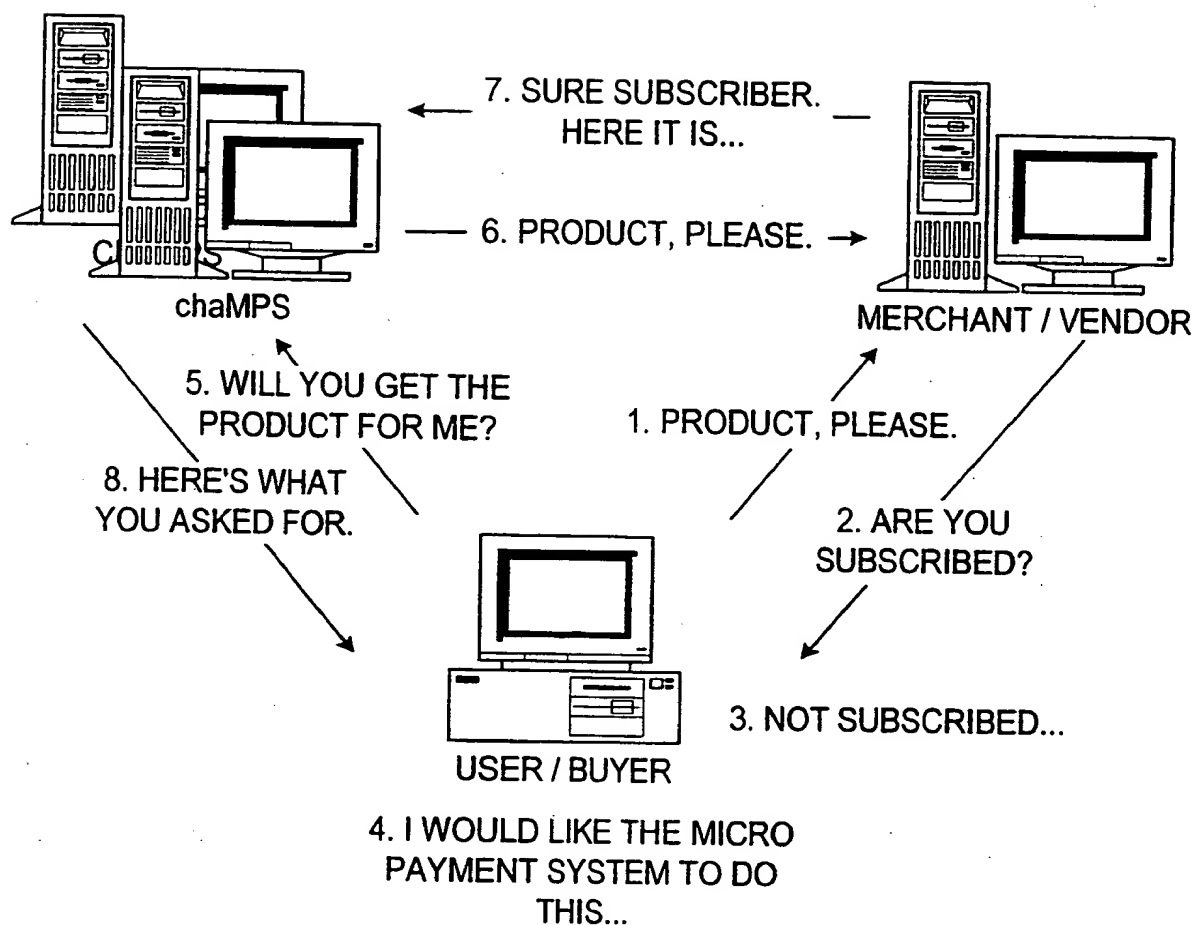 7. SURE SUBSCRIBER.
HERE IT IS...
6. PRODUCT, PLEASE.
chaMPS
MERCHANT / VENDOR
5. WILL YOU GET THE
PRODUCT FOR ME?
1. PRODUCT, PLEASE.
8. HERE'S WHAT
YOU ASKED FOR.
2. ARE YOU
SUBSCRIBED?
3. NOT SUBSCRIBED...
USER / BUYER
4. I WOULD LIKE THE MICRO
PAYMENT SYSTEM TO DO
THIS...